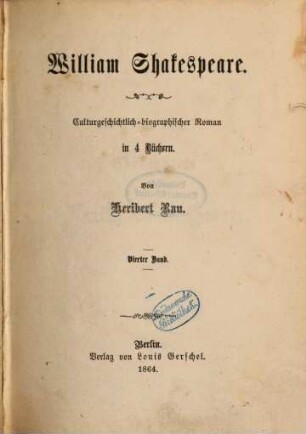 William Shakespeare.
Culturgeschichtlich-biographischer Roman
in 4 Büchern.
Von
Heribert Rau.
Vierter Band.
Berlin.
Verlag von Louis Gerschel.
1864.